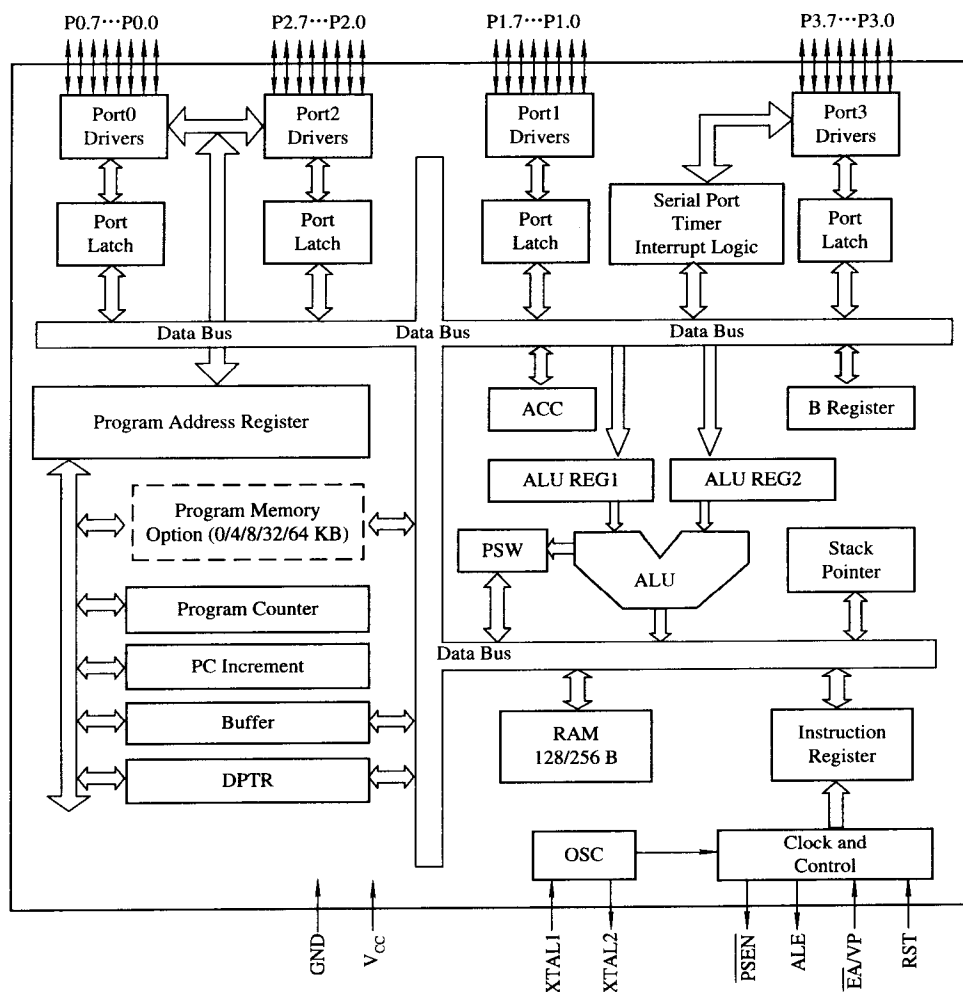 P0.7···P0.0 P2.7···P2.0 P1.7···P1.0 P3.7···P3.0
Port0
Drivers
Port2
Drivers
Port1
Drivers
Port3
Drivers
Port
Latch
Port
Latch
Port
Latch
Serial Port
Timer
Interrupt Logic
Port
Latch
Data Bus Data Bus Data Bus
Program Address Register
ACC
B Register
ALU REG1
ALU REG2
Program Memory
Option (0/4/8/32/64 KB)
PSW
ALU
Stack
Pointer
Program Counter
Data Bus
PC Increment
Buffer
DPTR
RAM
128/256 B
Instruction
Register
OSC
Clock and
Control
GND
VCC
XTAL1
XTAL2
PSEN
ALE
EA/VP
RST